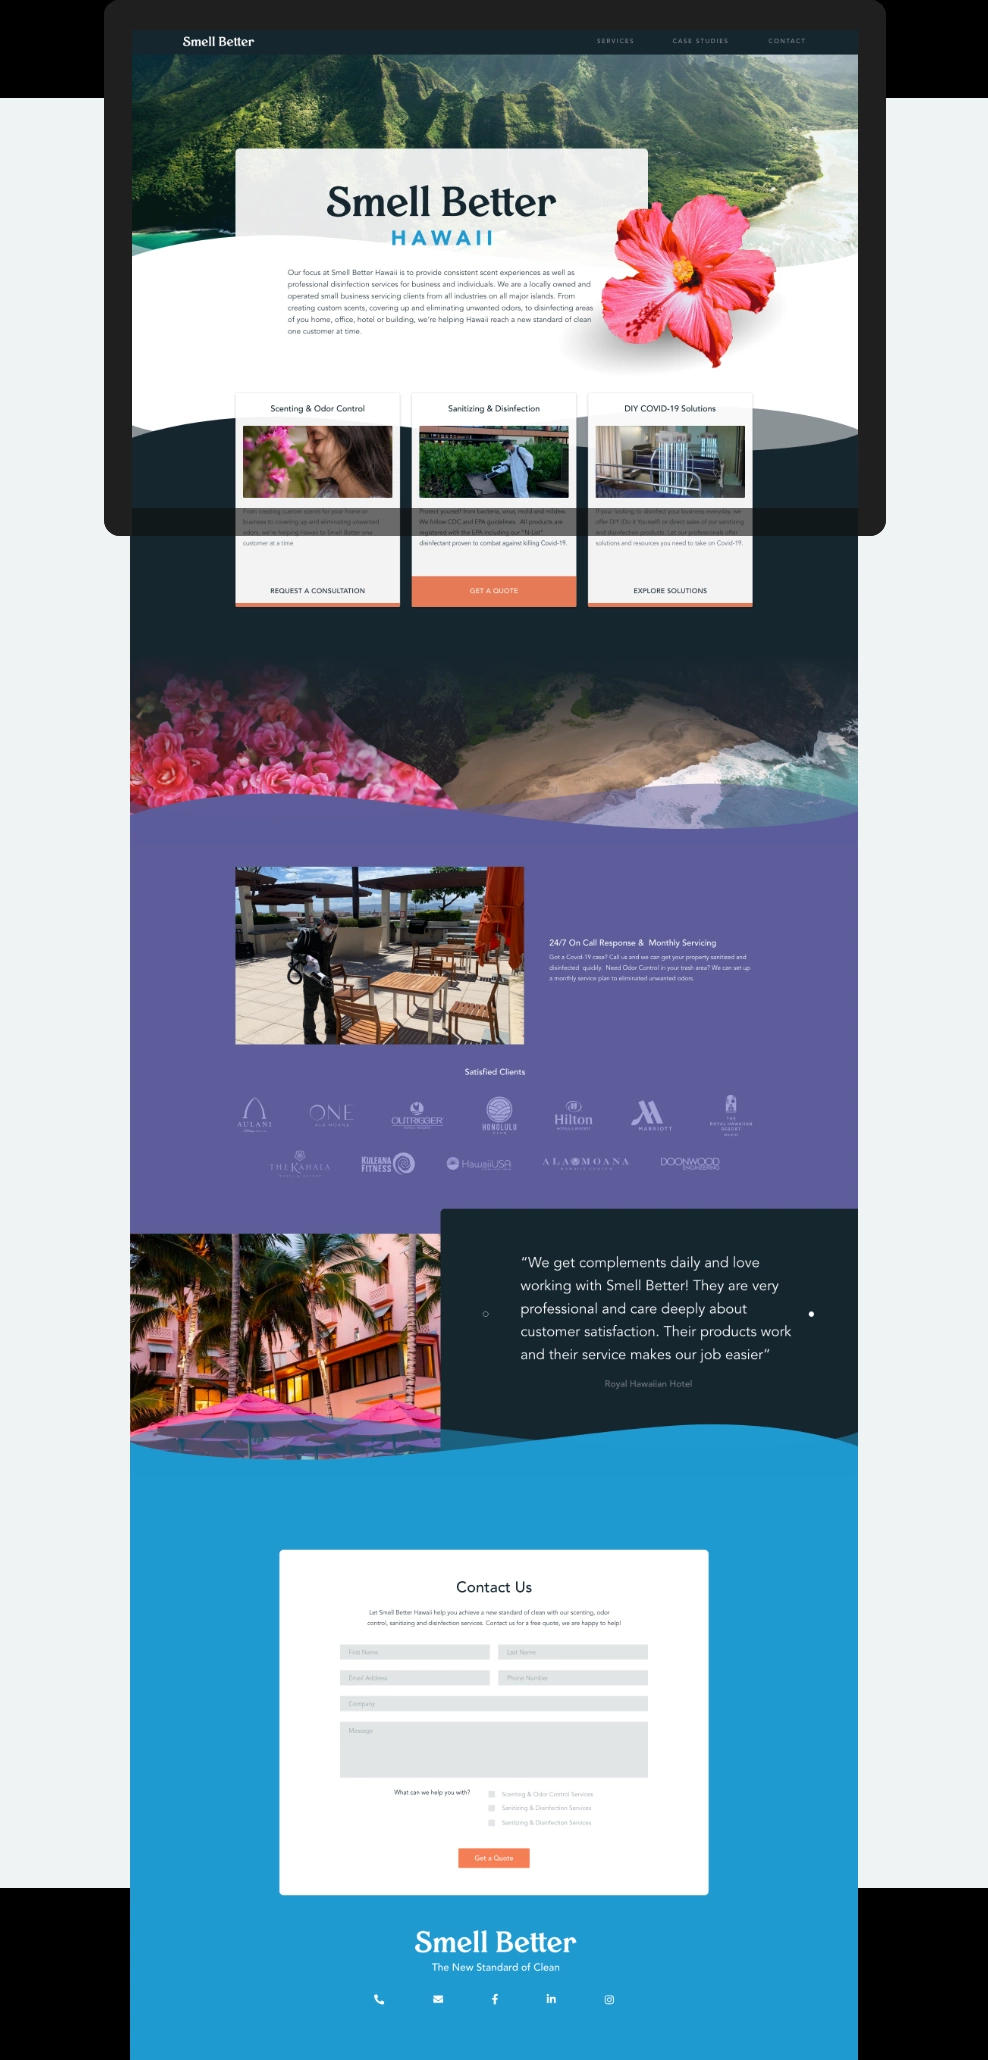 Smell Better
SERVICES CASE STUDIES CONTACT
Smell Better
HAWAII
Our focus at Smell Better Hawaii is to provide consistent scent experiences as well as
professional disinfection services for business and individuals. We are a locally owned and
operated small business servicing clients from all industries on all major islands. From
creating custom scents, covering up and eliminating unwanted odors, to disinfecting areas
of you home, office, hotel or building, we're helping Hawaii reach a new standard of clean
one customer at time.
Scenting & Odor Control
From creating custom scents for your home or
business to covering up and eliminating unwanted
odors, we're helping Hawaii to Smell Better one
customer at a time
REQUEST A CONSULTATION
Sanitizing & Disinfection
Protect yourself from bacteria, virus, mold and mildew.
We follow CDC and EPA guidelines. All products are
registered with the EPA including our "N-List"
disinfectant proven to combat against killing Covid-19.
GET A QUOTE
DIY COVID-19 Solutions
If your looking to disinfect your business everyday, we
offer DIY (Do it Yourself) or direct sales of our sanitizing
and disinfection products. Let our professionals offer
solutions and resources you need to take on Covid-19.
EXPLORE SOLUTIONS
24/7 On Call Response & Monthly Servicing
Got a Covid-19 case? Call us and we can get your property sanitized and
disinfected quickly. Need Odor Control in your trash area? We can set up
a monthly service plan to eliminated unwanted odors.
Satisfied Clients
AULANI
ONE
ALA MOANA
OUTRIGGER
HONOLULU
Hilton
HOTELS & RESORTS
MARRIOTT
THE
ROYAL HAWAIIAN
RESORT
THE KAHALA
KULEANA
FITNESS
HawaiiUSA
ALA MOANA
HAWAII'S CENTER
DOONWOOD
ENGINEERING
“We get complements daily and love
working with Smell Better! They are very
professional and care deeply about
customer satisfaction. Their products work
and their service makes our job easier”
Royal Hawaiian Hotel
Contact Us
Let Smell Better Hawaii help you achieve a new standard of clean with our scenting, odor
control, sanitizing and disinfection services. Contact us for a free quote, we are happy to help!
First Name
Last Name
Email Address
Phone Number
Company
Message
What can we help you with?
Scenting & Odor Control Services
Sanitizing & Disinfection Services
Sanitizing & Disinfection Services
Get a Quote
Smell Better
The New Standard of Clean